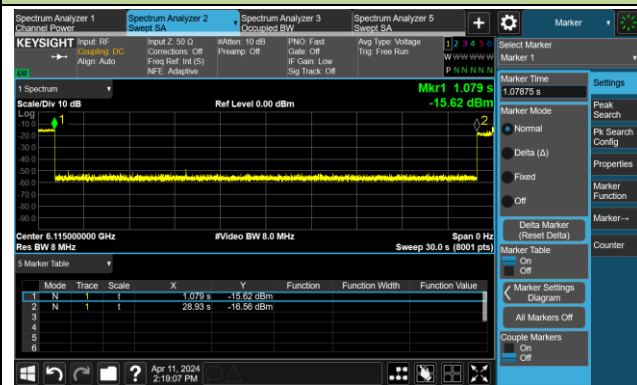 Spectrum Analyzer 1
Channel Power
Spectrum Analyzer 2
Swept SA
Spectrum Analyzer 3
Occupied BW
Spectrum Analyzer 5
Swept SA
+
Marker
KEYSIGHT
Input: RF
Coupling: DC
Align: Auto
Input Z: 50 Ω
Corrections: Off
Freq Ref: Int (S)
NFE: Adaptive
#Atten: 10 dB
Preamp: Off
PNO: Fast
Gate: Off
IF Gain: Low
Sig Track: Off
Avg Type: Voltage
Trig: Free Run
1 2 3 4 5 6
W W W W W W
P N N N N N
Select Marker
Marker 1
1 Spectrum
Mkr1 1.079 s
-15.62 dBm
Scale/Div 10 dB
Ref Level 0.00 dBm
Log
-10.0
-20.0
-30.0
-40.0
-50.0
-60.0
-70.0
-80.0
-90.0
1
2
Center 6.115000000 GHz
#Video BW 8.0 MHz
Span 0 Hz
Res BW 8 MHz
Sweep 30.0 s (8001 pts)
5 Marker Table
Mode Trace Scale X Y Function Function Width Function Value
1 N 1 t 1.079 s -15.62 dBm
2 N 1 t 28.93 s -16.56 dBm
3
4
5
6
Marker Time
1.07875 s
Marker Mode
Normal
Delta (Δ)
Fixed
Off
Delta Marker
(Reset Delta)
Marker Table
On
Off
Marker Settings
Diagram
All Markers Off
Couple Markers
On
Off
Settings
Peak
Search
Pk Search
Config
Properties
Marker
Function
Marker→
Counter
?
Apr 11, 2024
2:19:07 PM